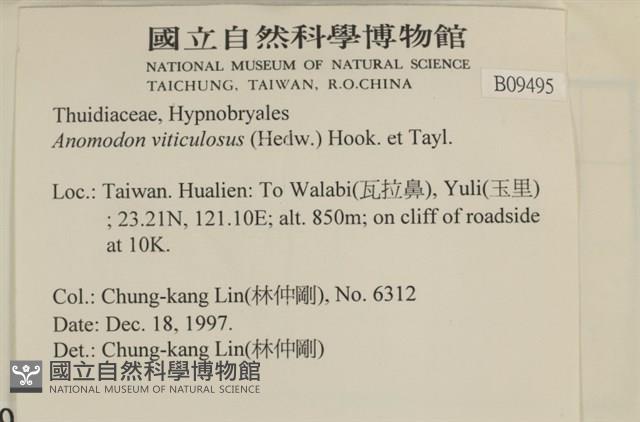 國立自然科學博物館
NATIONAL MUSEUM OF NATURAL SCIENCE
TAICHUNG, TAIWAN, R.O.CHINA
B09495
Thuidiaceae, Hypnobryales
Anomodon viticulosus (Hedw.) Hook. et Tayl.
Loc.: Taiwan. Hualien: To Walabi(瓦拉鼻), Yuli(玉里)
; 23.21N, 121.10E; alt. 850m; on cliff of roadside
at 10K.
Col.: Chung-kang Lin(林仲剛), No. 6312
Date: Dec. 18, 1997.
Det.: Chung-kang Lin(林仲剛)
國立自然科學博物館
NATIONAL MUSEUM OF NATURAL SCIENCE